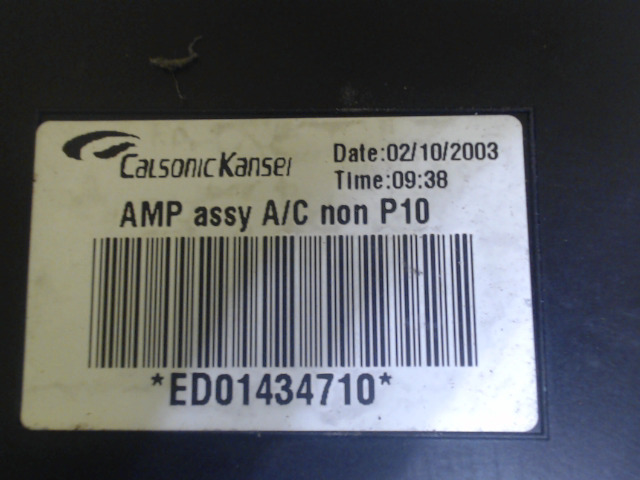 CalsonicKansei
Date:02/10/2003
Time:09:38
AMP assy A/C non P10
*ED01434710*